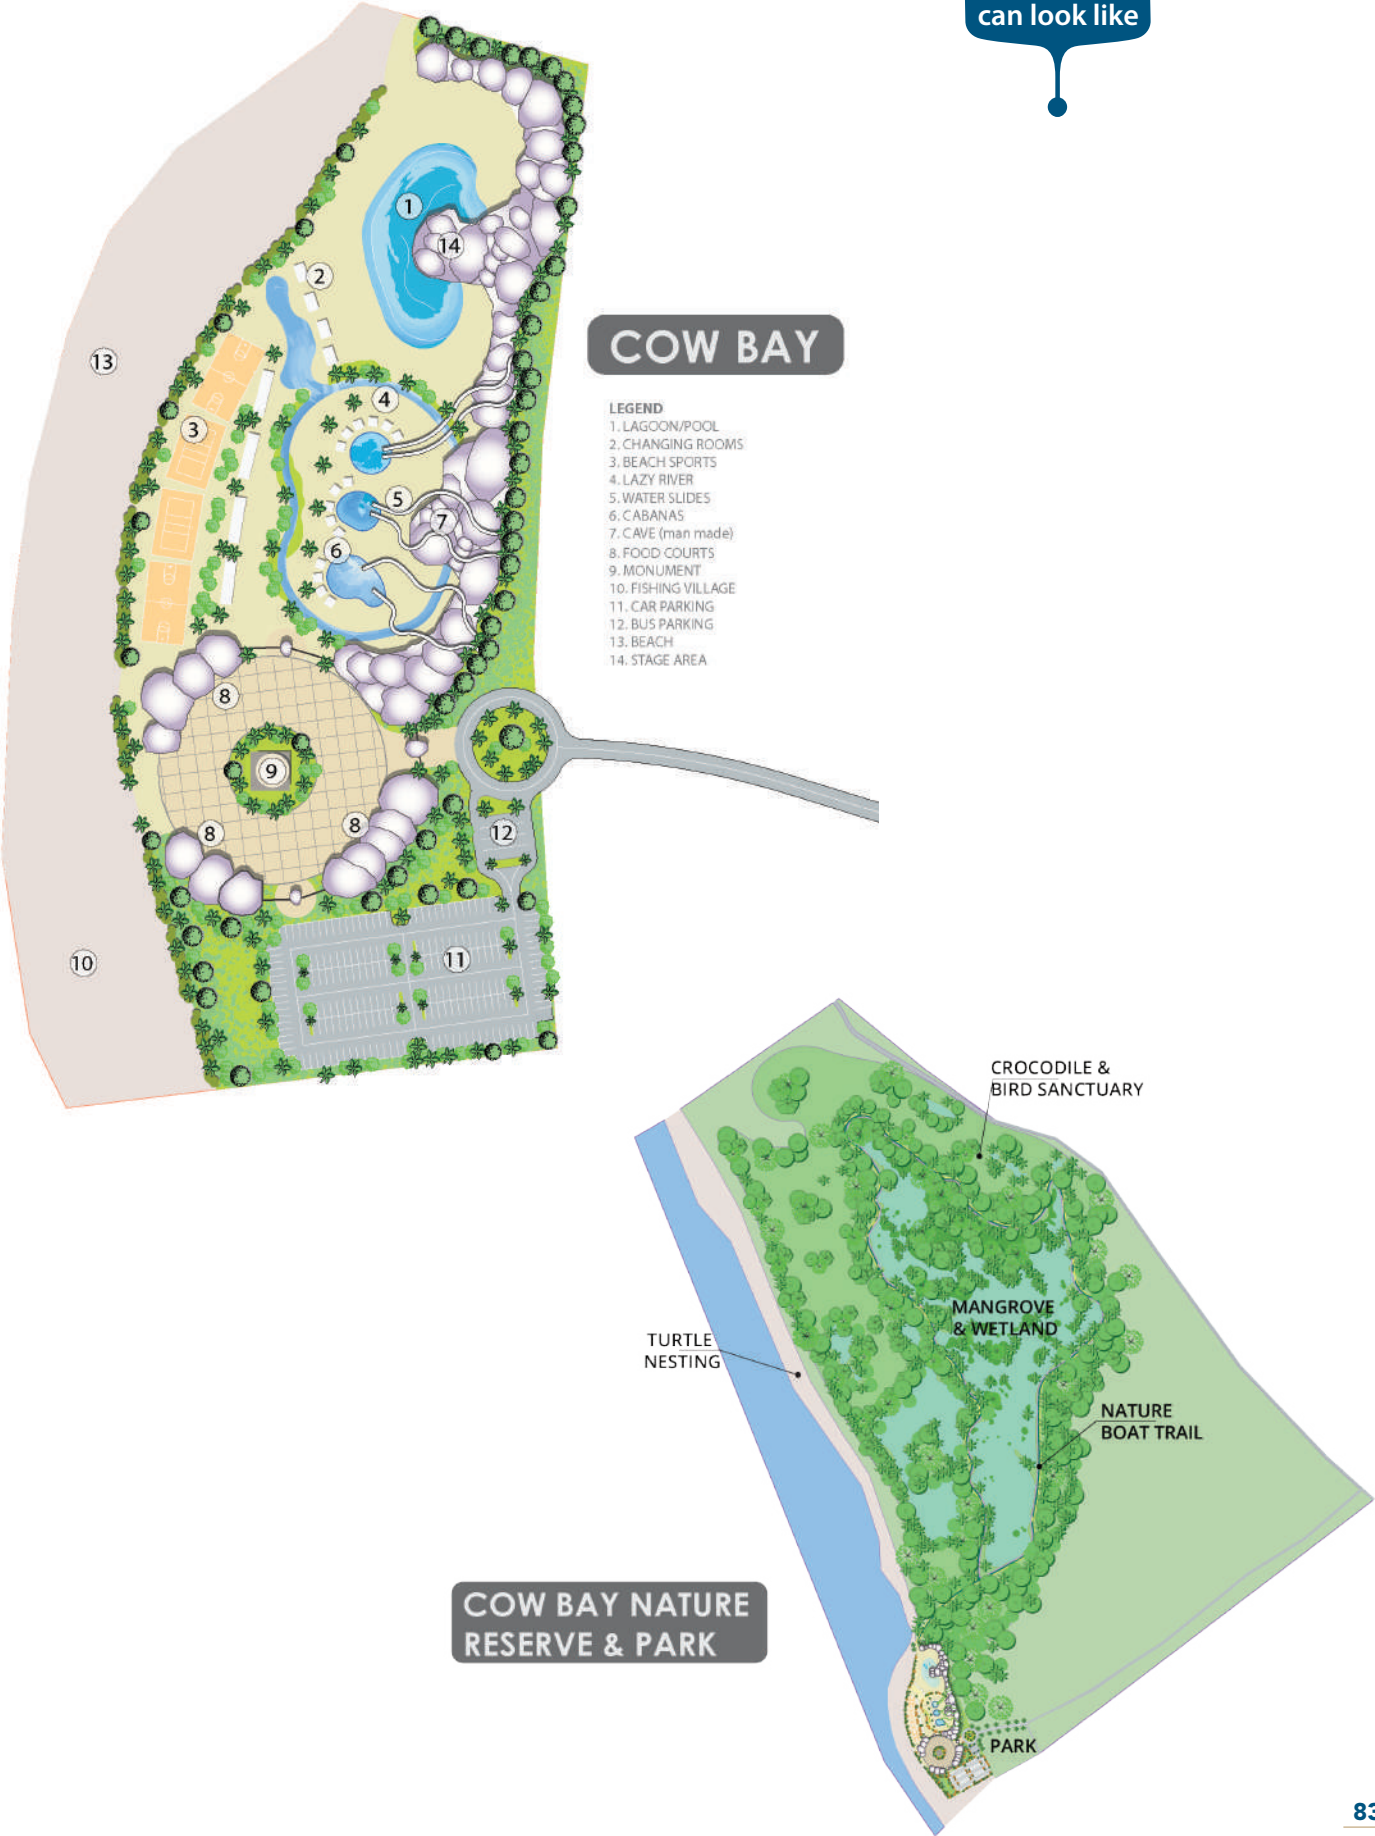 can look like
1
14
2
13
3
4
5
7
6
8
9
8
8
12
11
10
COW BAY
LEGEND
1. LAGOON/POOL
2. CHANGING ROOMS
3. BEACH SPORTS
4. LAZY RIVER
5. WATER SLIDES
6. CABANAS
7. CAVE (man made)
8. FOOD COURTS
9. MONUMENT
10. FISHING VILLAGE
11. CAR PARKING
12. BUS PARKING
13. BEACH
14. STAGE AREA
CROCODILE &
BIRD SANCTUARY
MANGROVE
& WETLAND
TURTLE
NESTING
NATURE
BOAT TRAIL
COW BAY NATURE
RESERVE & PARK
PARK
83